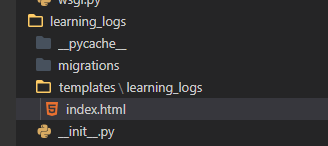 wsgi.py
learning_logs
__pycache__
migrations
templates \ learning_logs
index.html
__init__.py